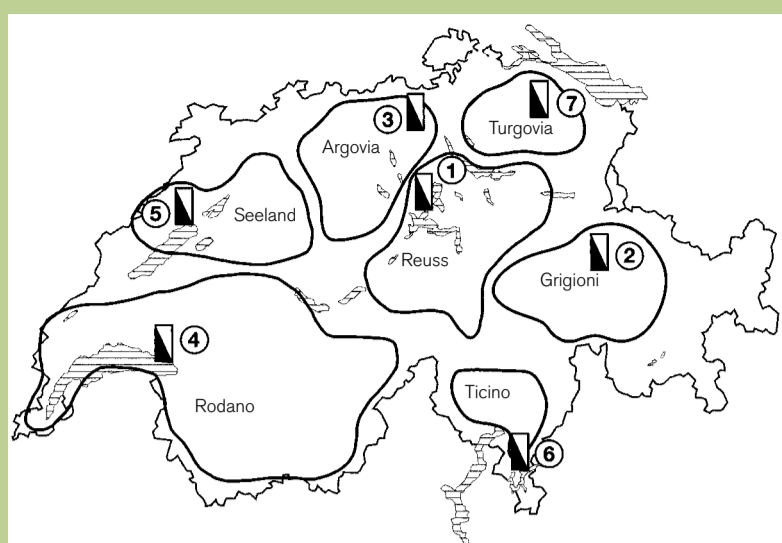 7
Turgovia
3
Argovia
1
Reuss
5
Seeland
2
Grigioni
4
Rodano
Ticino
6